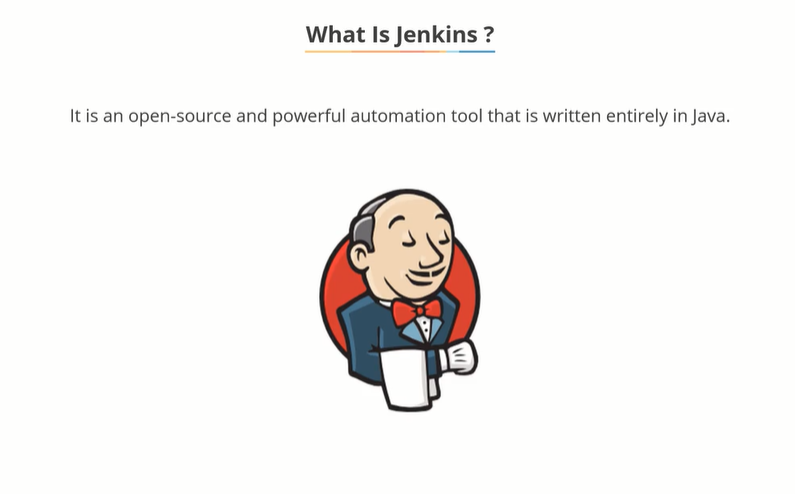 What Is Jenkins ?
It is an open-source and powerful automation tool that is written entirely in Java.